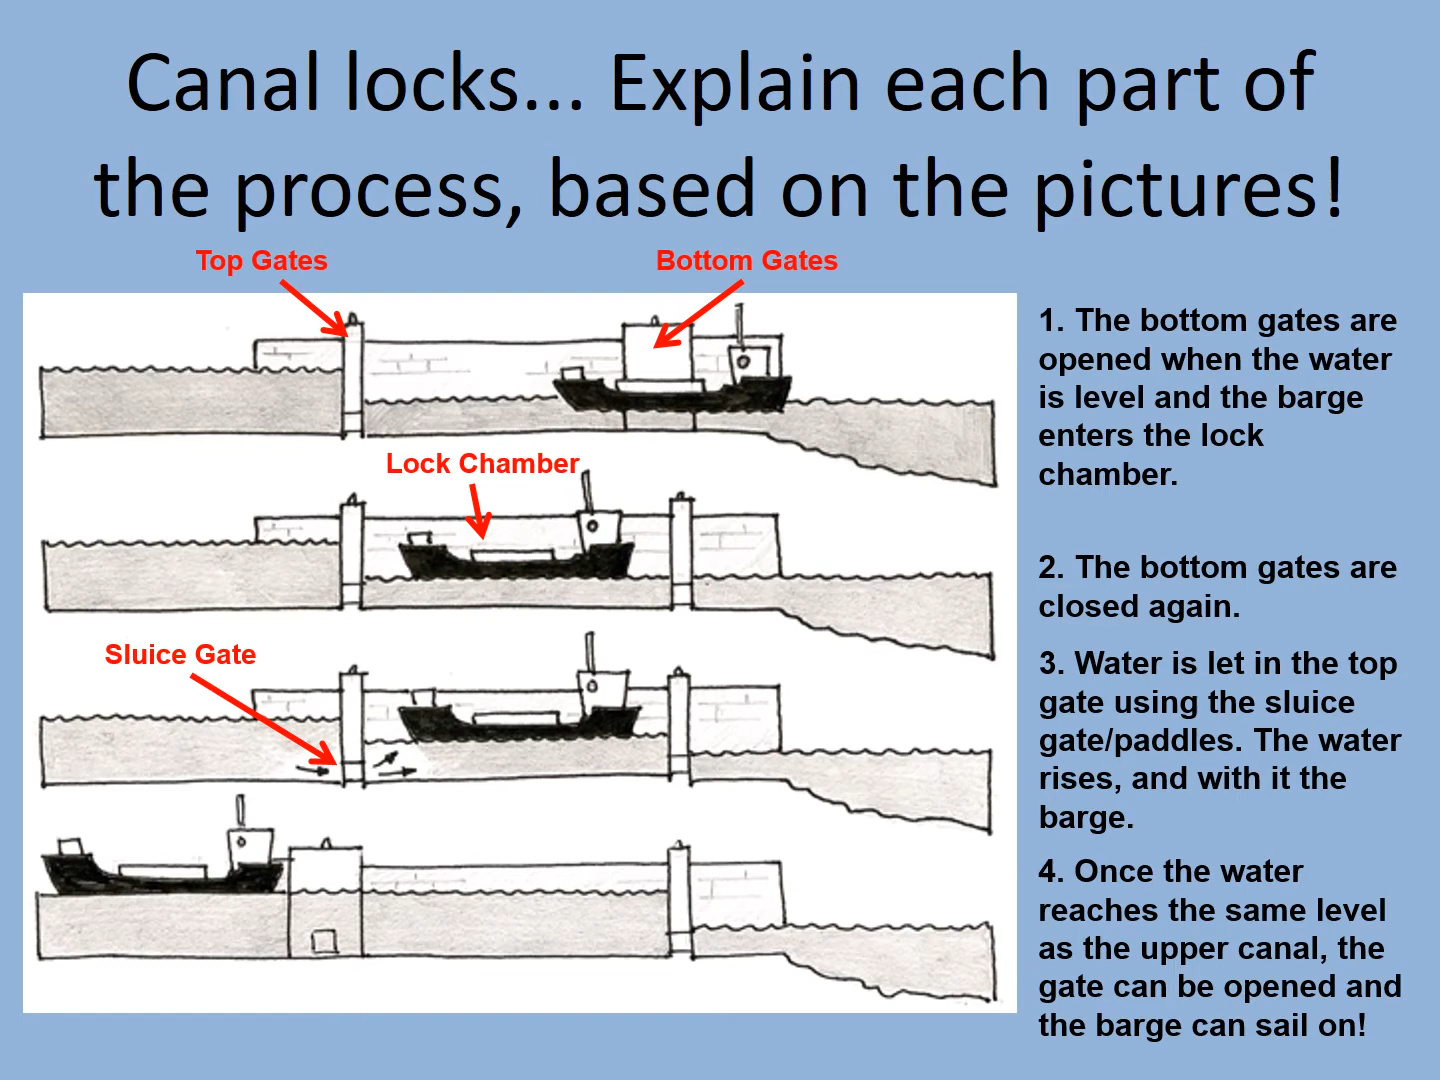 Canal locks... Explain each part of
the process, based on the pictures!
Top Gates
Bottom Gates
Lock Chamber
Sluice Gate
1. The bottom gates are
opened when the water
is level and the barge
enters the lock
chamber.
2. The bottom gates are
closed again.
3. Water is let in the top
gate using the sluice
gate/paddles. The water
rises, and with it the
barge.
4. Once the water
reaches the same level
as the upper canal, the
gate can be opened and
the barge can sail on!